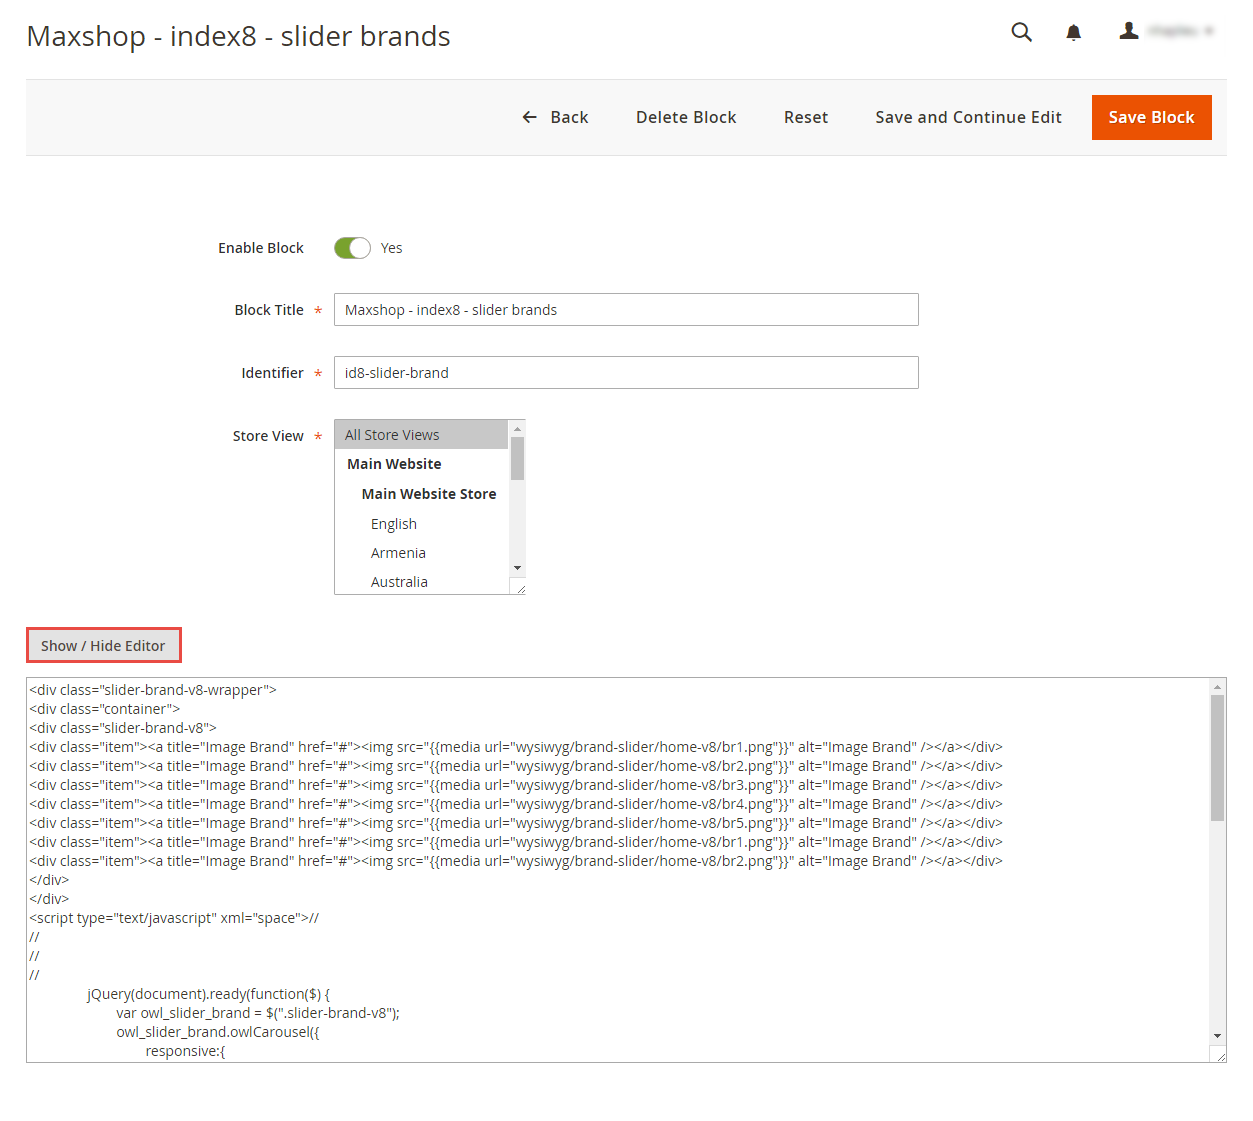 Maxshop - index8 - slider brands
Back
Delete Block
Reset
Save and Continue Edit
Save Block
Enable Block
Yes
Block Title *
Maxshop - index8 - slider brands
Identifier *
id8-slider-brand
Store View *
All Store Views
Main Website
Main Website Store
English
Armenia
Australia
Show / Hide Editor
<div class="slider-brand-v8-wrapper">
<div class="container">
<div class="slider-brand-v8">
<div class="item"><a title="Image Brand" href="#"><img src="{{media url="wysiwyg/brand-slider/home-v8/br1.png"}}" alt="Image Brand" /></a></div>
<div class="item"><a title="Image Brand" href="#"><img src="{{media url="wysiwyg/brand-slider/home-v8/br2.png"}}" alt="Image Brand" /></a></div>
<div class="item"><a title="Image Brand" href="#"><img src="{{media url="wysiwyg/brand-slider/home-v8/br3.png"}}" alt="Image Brand" /></a></div>
<div class="item"><a title="Image Brand" href="#"><img src="{{media url="wysiwyg/brand-slider/home-v8/br4.png"}}" alt="Image Brand" /></a></div>
<div class="item"><a title="Image Brand" href="#"><img src="{{media url="wysiwyg/brand-slider/home-v8/br5.png"}}" alt="Image Brand" /></a></div>
<div class="item"><a title="Image Brand" href="#"><img src="{{media url="wysiwyg/brand-slider/home-v8/br1.png"}}" alt="Image Brand" /></a></div>
<div class="item"><a title="Image Brand" href="#"><img src="{{media url="wysiwyg/brand-slider/home-v8/br2.png"}}" alt="Image Brand" /></a></div>
</div>
</div>
<script type="text/javascript" xml="space">//
//
//
//
jQuery(document).ready(function($) {
var owl_slider_brand = $(".slider-brand-v8");
owl_slider_brand.owlCarousel({
responsive:{